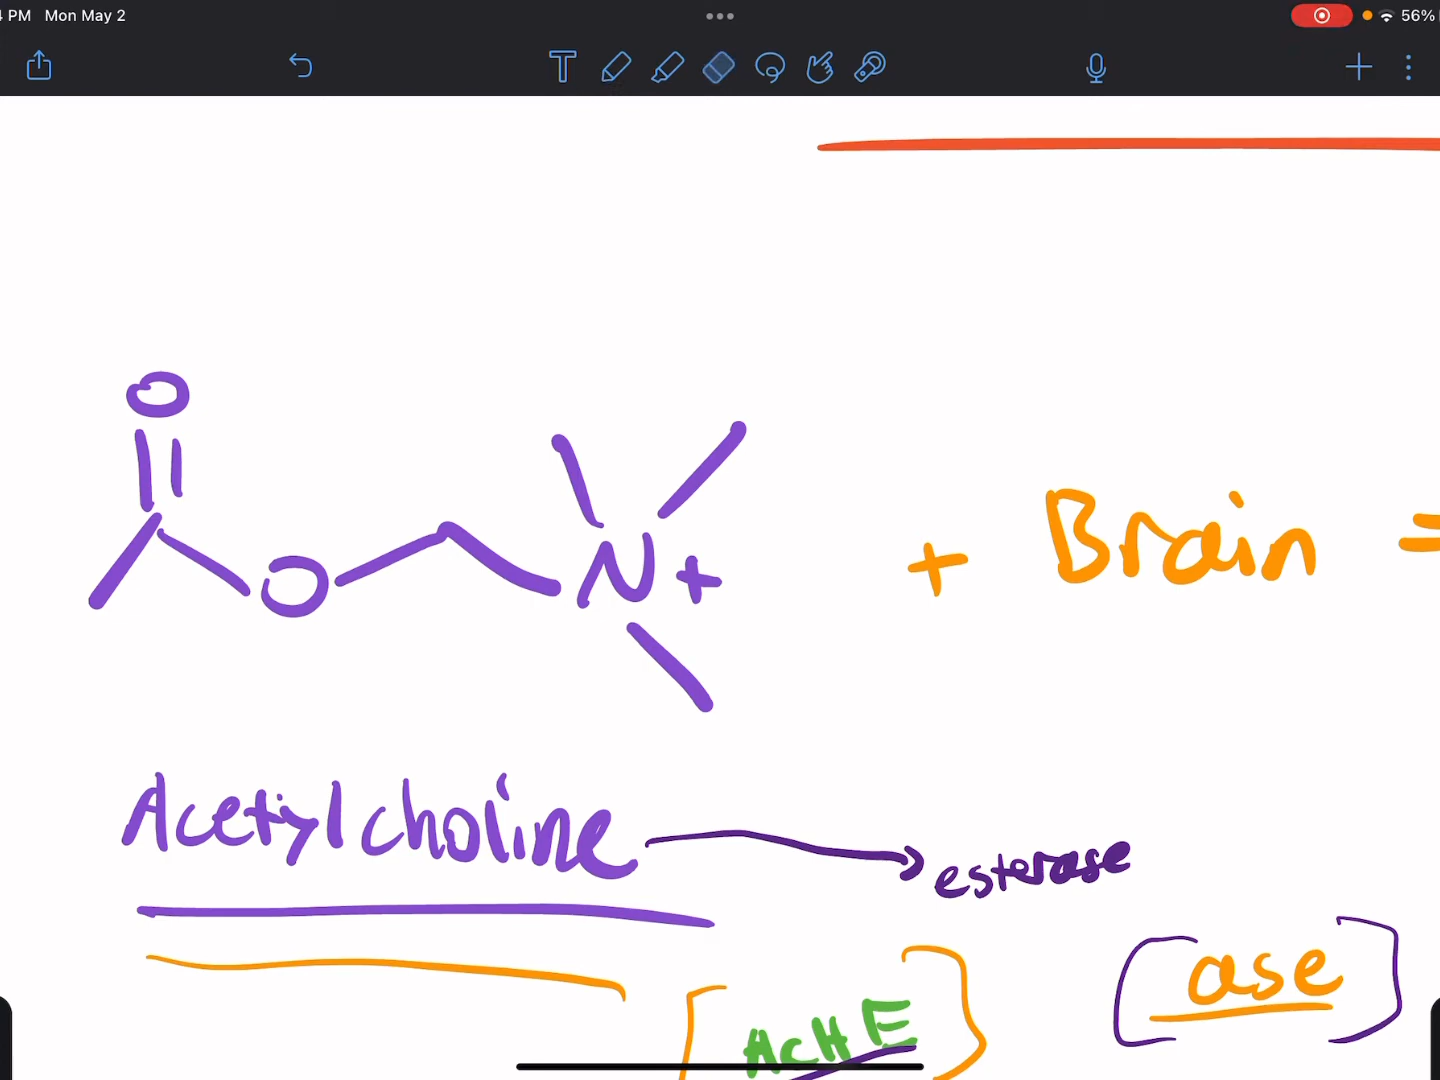 PM Mon May 2
56%
T
O
O
N+
+ Brain =
Acetylcholine → esterase
[ase]
[AcHE]